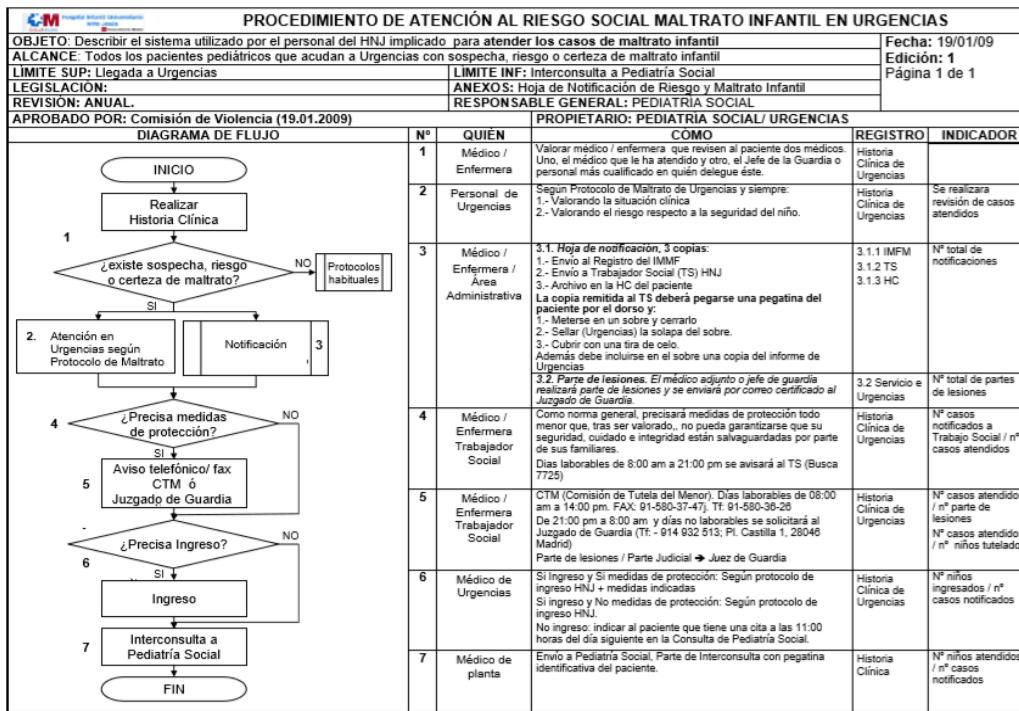 Hospital Infantil Universitario
Niño Jesús
PROCEDIMIENTO DE ATENCIÓN AL RIESGO SOCIAL MALTRATO INFANTIL EN URGENCIAS
OBJETO: Describir el sistema utilizado por el personal del HNJ implicado para atender los casos de maltrato infantil
Fecha: 19/01/09
ALCANCE: Todos los pacientes pediátricos que acudan a Urgencias con sospecha, riesgo o certeza de maltrato infantil
Edición: 1
LÍMITE SUP: Llegada a Urgencias
LÍMITE INF: Interconsulta a Pediatría Social
Página 1 de 1
LEGISLACIÓN:
ANEXOS: Hoja de Notificación de Riesgo y Maltrato Infantil
REVISIÓN: ANUAL.
RESPONSABLE GENERAL: PEDIATRÍA SOCIAL
APROBADO POR: Comisión de Violencia (19.01.2009)
PROPIETARIO: PEDIATRÍA SOCIAL/ URGENCIAS
DIAGRAMA DE FLUJO
Nº
QUIÉN
CÓMO
REGISTRO
INDICADOR
INICIO
Realizar
Historia Clínica
1
¿existe sospecha, riesgo
o certeza de maltrato?
NO
Protocolos
habituales
SI
2. Atención en
Urgencias según
Protocolo de Maltrato
Notificación
3
4
¿Precisa medidas
de protección?
NO
SI
Aviso telefónico/ fax
CTM ó
Juzgado de Guardia
5
-
¿Precisa Ingreso?
NO
6
SI
Ingreso
Interconsulta a
Pediatría Social
7
FIN
1
Médico /
Enfermera
Valorar médico / enfermera que revisen al paciente dos médicos.
Uno, el médico que le ha atendido y otro, el Jefe de la Guardia o
personal más cualificado en quién delegue éste.
Historia
Clínica de
Urgencias
2
Personal de
Urgencias
Según Protocolo de Maltrato de Urgencias y siempre:
1.- Valorando la situación clínica
2.- Valorando el riesgo respecto a la seguridad del niño.
Historia
Clínica de
Urgencias
Se realizara
revisión de casos
atendidos
3
Médico /
Enfermera /
Área
Administrativa
3.1. Hoja de notificación, 3 copias:
1.- Envío al Registro del IMMF
2.- Envío a Trabajador Social (TS) HNJ
3.- Archivo en la HC del paciente
La copia remitida al TS deberá pegarse una pegatina del
paciente por el dorso y:
1.- Meterse en un sobre y cerrarlo
2.- Sellar (Urgencias) la solapa del sobre.
3.- Cubrir con una tira de celo.
Además debe incluirse en el sobre una copia del informe de
Urgencias
3.1.1 IMFM
3.1.2 TS
3.1.3 HC
Nº total de
notificaciones
3.2. Parte de lesiones. El médico adjunto o jefe de guardia
realizará parte de lesiones y se enviará por correo certificado al
Juzgado de Guardia.
3.2 Servicio e
Urgencias
Nº total de partes
de lesiones
4
Médico /
Enfermera
Trabajador
Social
Como norma general, precisará medidas de protección todo
menor que, tras ser valorado,, no pueda garantizarse que su
seguridad, cuidado e integridad están salvaguardadas por parte
de sus familiares.
Dias laborables de 8:00 am a 21:00 pm se avisará al TS (Busca
7725)
Historia
Clínica de
Urgencias
Nº casos
notificados a
Trabajo Social / nº
casos atendidos
5
Médico /
Enfermera
Trabajador
Social
CTM (Comisión de Tutela del Menor). Días laborables de 08:00
am a 14:00 pm. FAX: 91-580-37-47j. Tf: 91-580-36-26
De 21:00 pm a 8:00 am y días no laborables se solicitará al
Juzgado de Guardia (Tf: - 914 932 513; Pl. Castilla 1, 28046
Madrid)
Parte de lesiones / Parte Judicial ➔ Juez de Guardia
Historia
Clínica de
Urgencias
Nº casos atendido
/ nº parte de
lesiones
Nº casos atendido
/ nº niños tutelado
6
Médico de
Urgencias
Si Ingreso y Si medidas de protección: Según protocolo de
ingreso HNJ + medidas indicadas
Si ingreso y No medidas de protección: Según protocolo de
ingreso HNJ.
No ingreso: indicar al paciente que tiene una cita a las 11:00
horas del día siguiente en la Consulta de Pediatría Social.
Historia
Clínica de
Urgencias
Nº niños
ingresados / nº
casos notificados
7
Médico de
planta
Envío a Pediatría Social, Parte de Interconsulta con pegatina
identificativa del paciente.
Historia
Clínica
Nº niños atendidos
/ nº casos
notificados